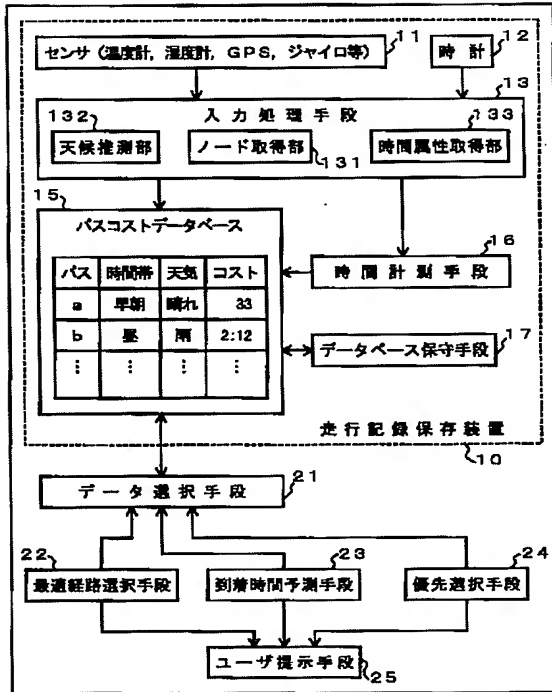 センサ(温度計,湿度計,GPS,ジャイロ等)
11
時計
12
13
入力処理手段
132
天候推測部
ノード取得部
131
133
時間属性取得部
15
パスコストデータベース
パス 時間帯 天気 コスト
a 早朝 晴れ 33
b 昼 雨 2:12
⋮ ⋮ ⋮ ⋮
16
時間計測手段
17
データベース保守手段
走行記録保存装置
10
データ選択手段
21
22
最適経路選択手段
23
到着時間予測手段
24
優先選択手段
ユーザ提示手段
25